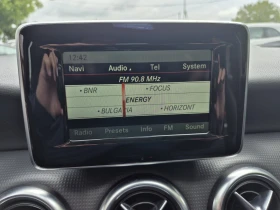 12:42
Navi Audio Tel System
FM 90.8 MHz
• BNR • FOCUS
ENERGY
• BULGARIA • HORIZONT
Radio Presets Info FM Sound